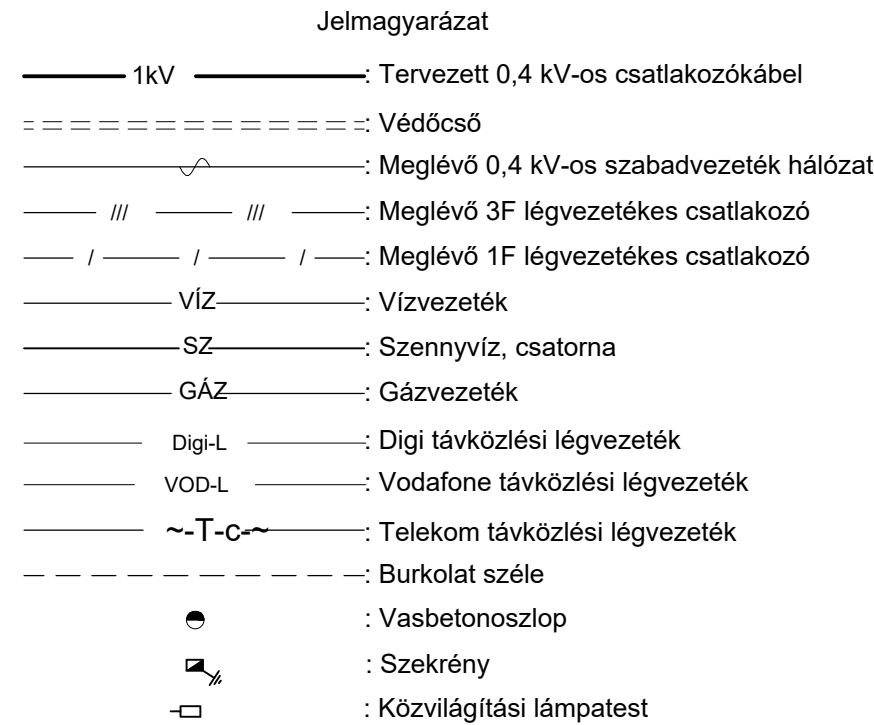 Jelmagyarázat
1kV : Tervezett 0,4 kV-os csatlakozókábel
: Védőcső
: Meglévő 0,4 kV-os szabadvezeték hálózat
/// /// : Meglévő 3F légvezetékes csatlakozó
/ / / : Meglévő 1F légvezetékes csatlakozó
VÍZ : Vízvezeték
SZ : Szennyvíz, csatorna
GÁZ : Gázvezeték
Digi-L : Digi távközlési légvezeték
VOD-L : Vodafone távközlési légvezeték
~-T-c-~ : Telekom távközlési légvezeték
: Burkolat széle
: Vasbetonoszlop
: Szekrény
: Közvilágítási lámpatest